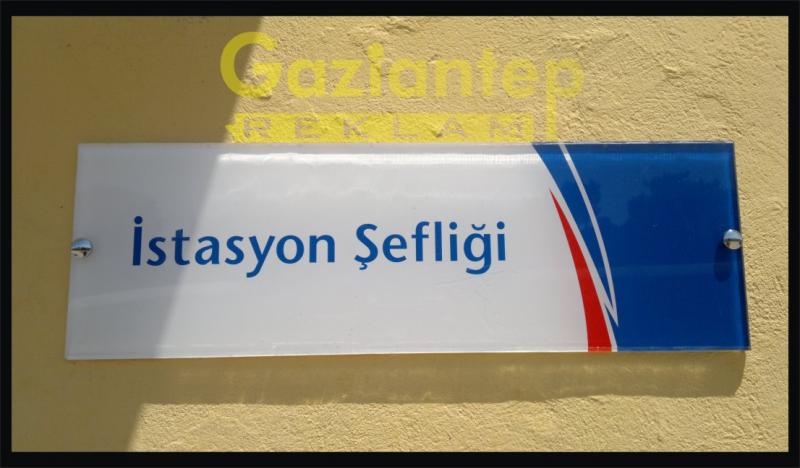 Gaziantep
REKLAM
İstasyon Şefliği